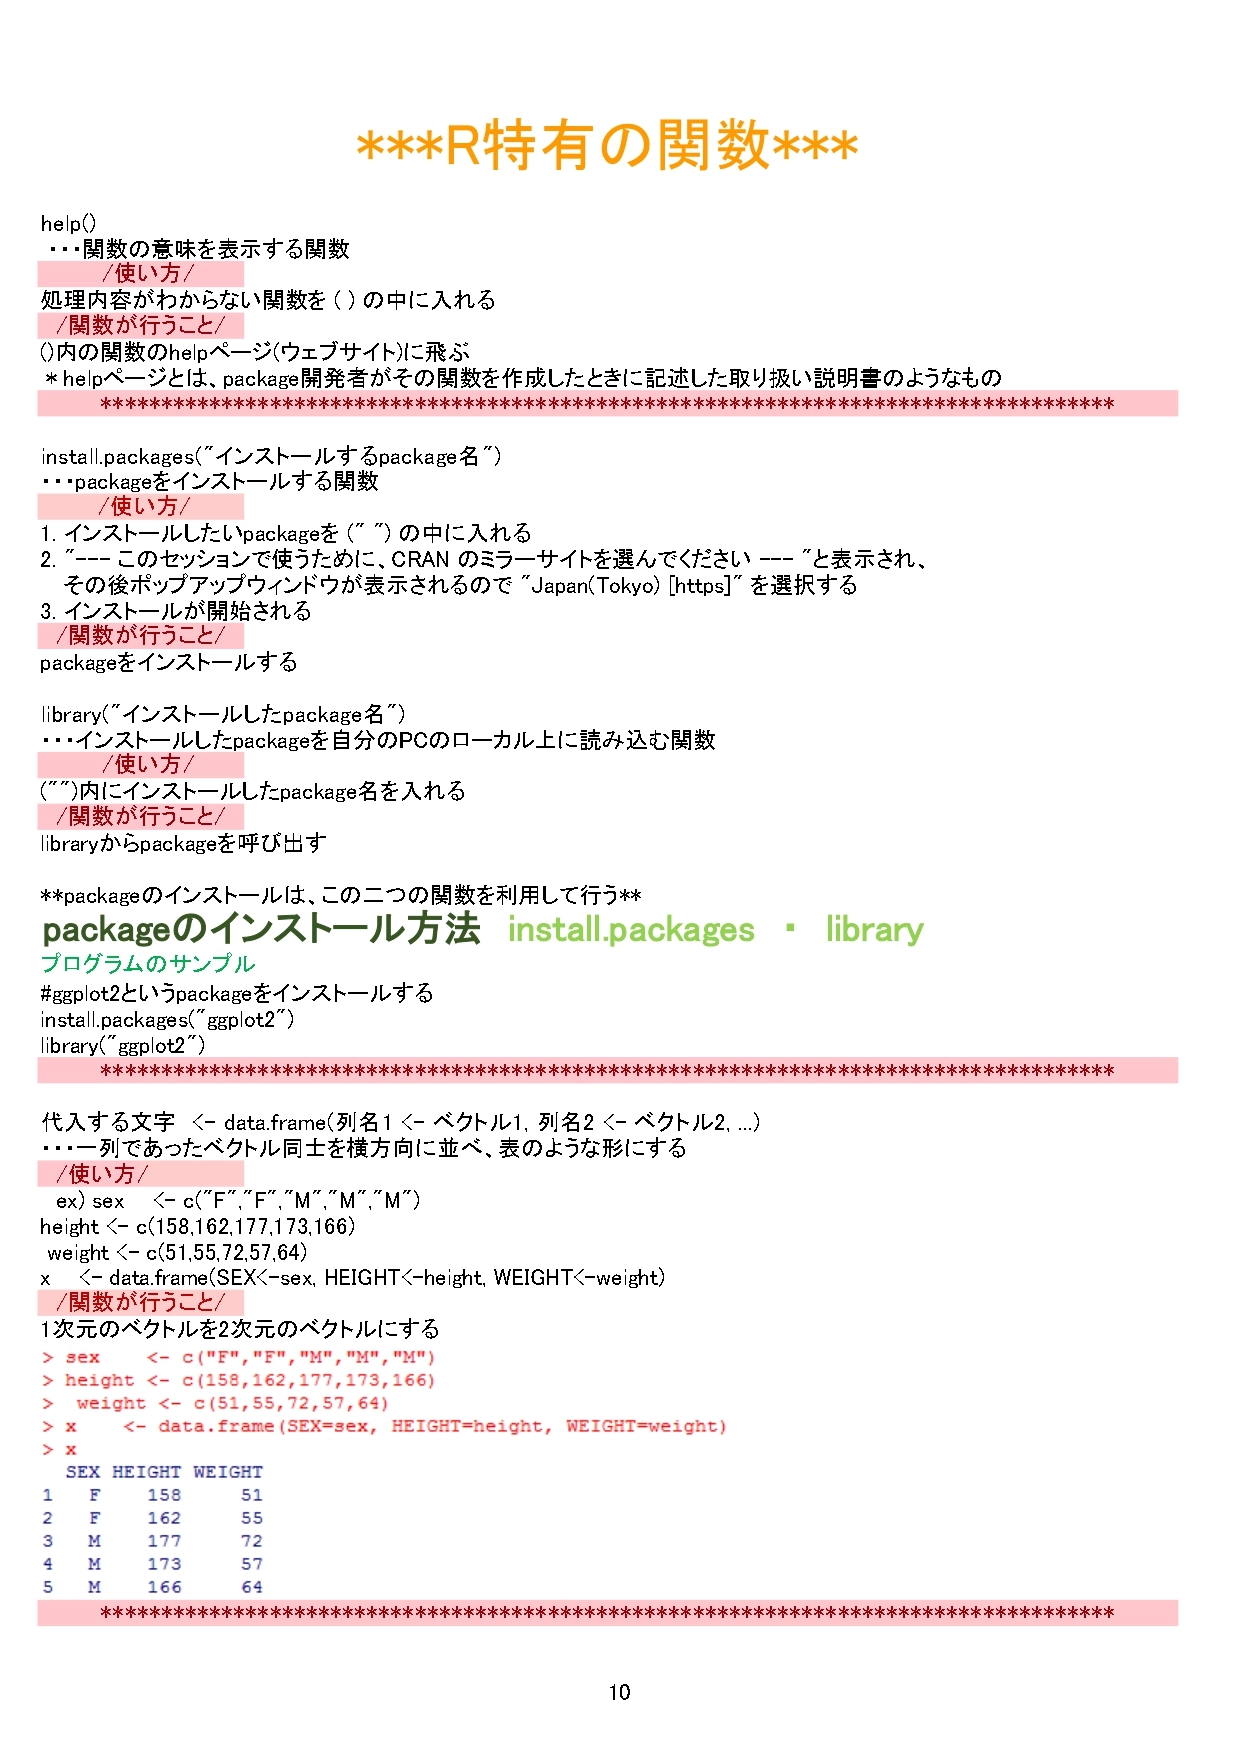 ***R特有の関数***
help()
・・・関数の意味を表示する関数
/使い方/
処理内容がわからない関数を ( ) の中に入れる
/関数が行うこと/
()内の関数のhelpページ(ウェブサイト)に飛ぶ
＊helpページとは、package開発者がその関数を作成したときに記述した取り扱い説明書のようなもの
************************************************************************************
install.packages("インストールするpackage名")
・・・packageをインストールする関数
/使い方/
1. インストールしたいpackageを (" ") の中に入れる
2. "--- このセッションで使うために、CRAN のミラーサイトを選んでください --- "と表示され、
その後ポップアップウィンドウが表示されるので "Japan(Tokyo) [https]" を選択する
3. インストールが開始される
/関数が行うこと/
packageをインストールする
library("インストールしたpackage名")
・・・インストールしたpackageを自分のPCのローカル上に読み込む関数
/使い方/
("")内にインストールしたpackage名を入れる
/関数が行うこと/
libraryからpackageを呼び出す
**packageのインストールは、この二つの関数を利用して行う**
packageのインストール方法　install.packages　・　library
プログラムのサンプル
#ggplot2というpackageをインストールする
install.packages("ggplot2")
library("ggplot2")
************************************************************************************
代入する文字　<- data.frame(列名1 <- ベクトル1, 列名2 <- ベクトル2, ...)
・・・一列であったベクトル同士を横方向に並べ、表のような形にする
/使い方/
ex) sex　<- c("F","F","M","M","M")
height <- c(158,162,177,173,166)
weight <- c(51,55,72,57,64)
x　<- data.frame(SEX<-sex, HEIGHT<-height, WEIGHT<-weight)
/関数が行うこと/
1次元のベクトルを2次元のベクトルにする
> sex    <- c("F","F","M","M","M")
> height <- c(158,162,177,173,166)
>  weight <- c(51,55,72,57,64)
> x    <- data.frame(SEX=sex, HEIGHT=height, WEIGHT=weight)
> x
  SEX HEIGHT WEIGHT
1   F    158     51
2   F    162     55
3   M    177     72
4   M    173     57
5   M    166     64
************************************************************************************
10